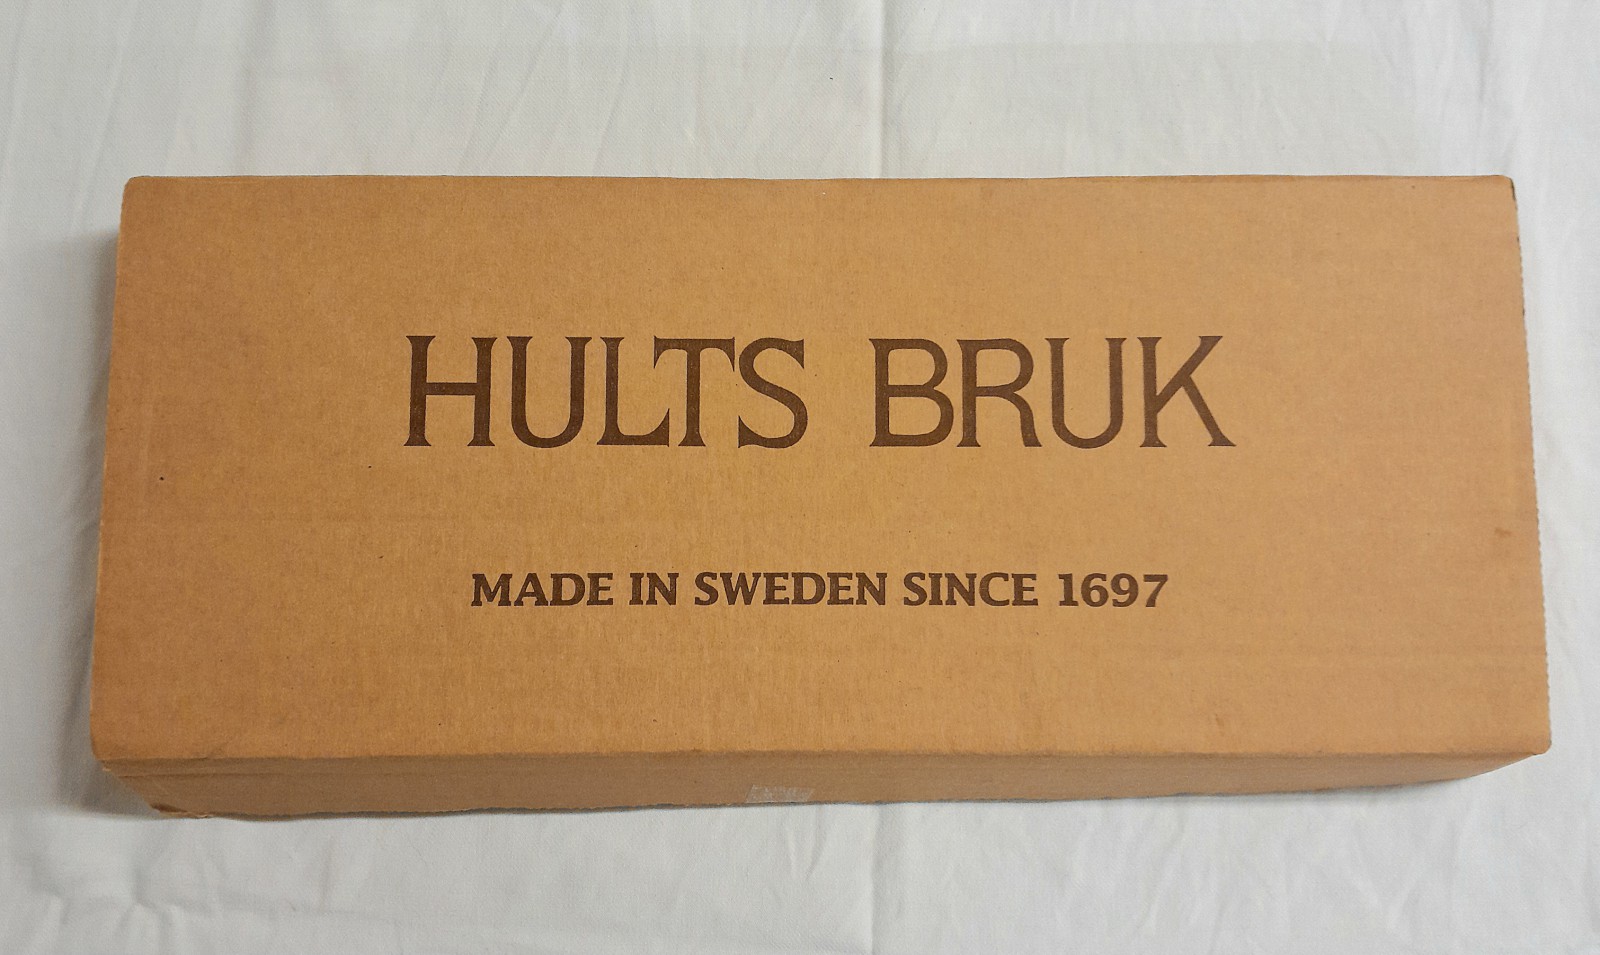 HULTS BRUK
MADE IN SWEDEN SINCE 1697